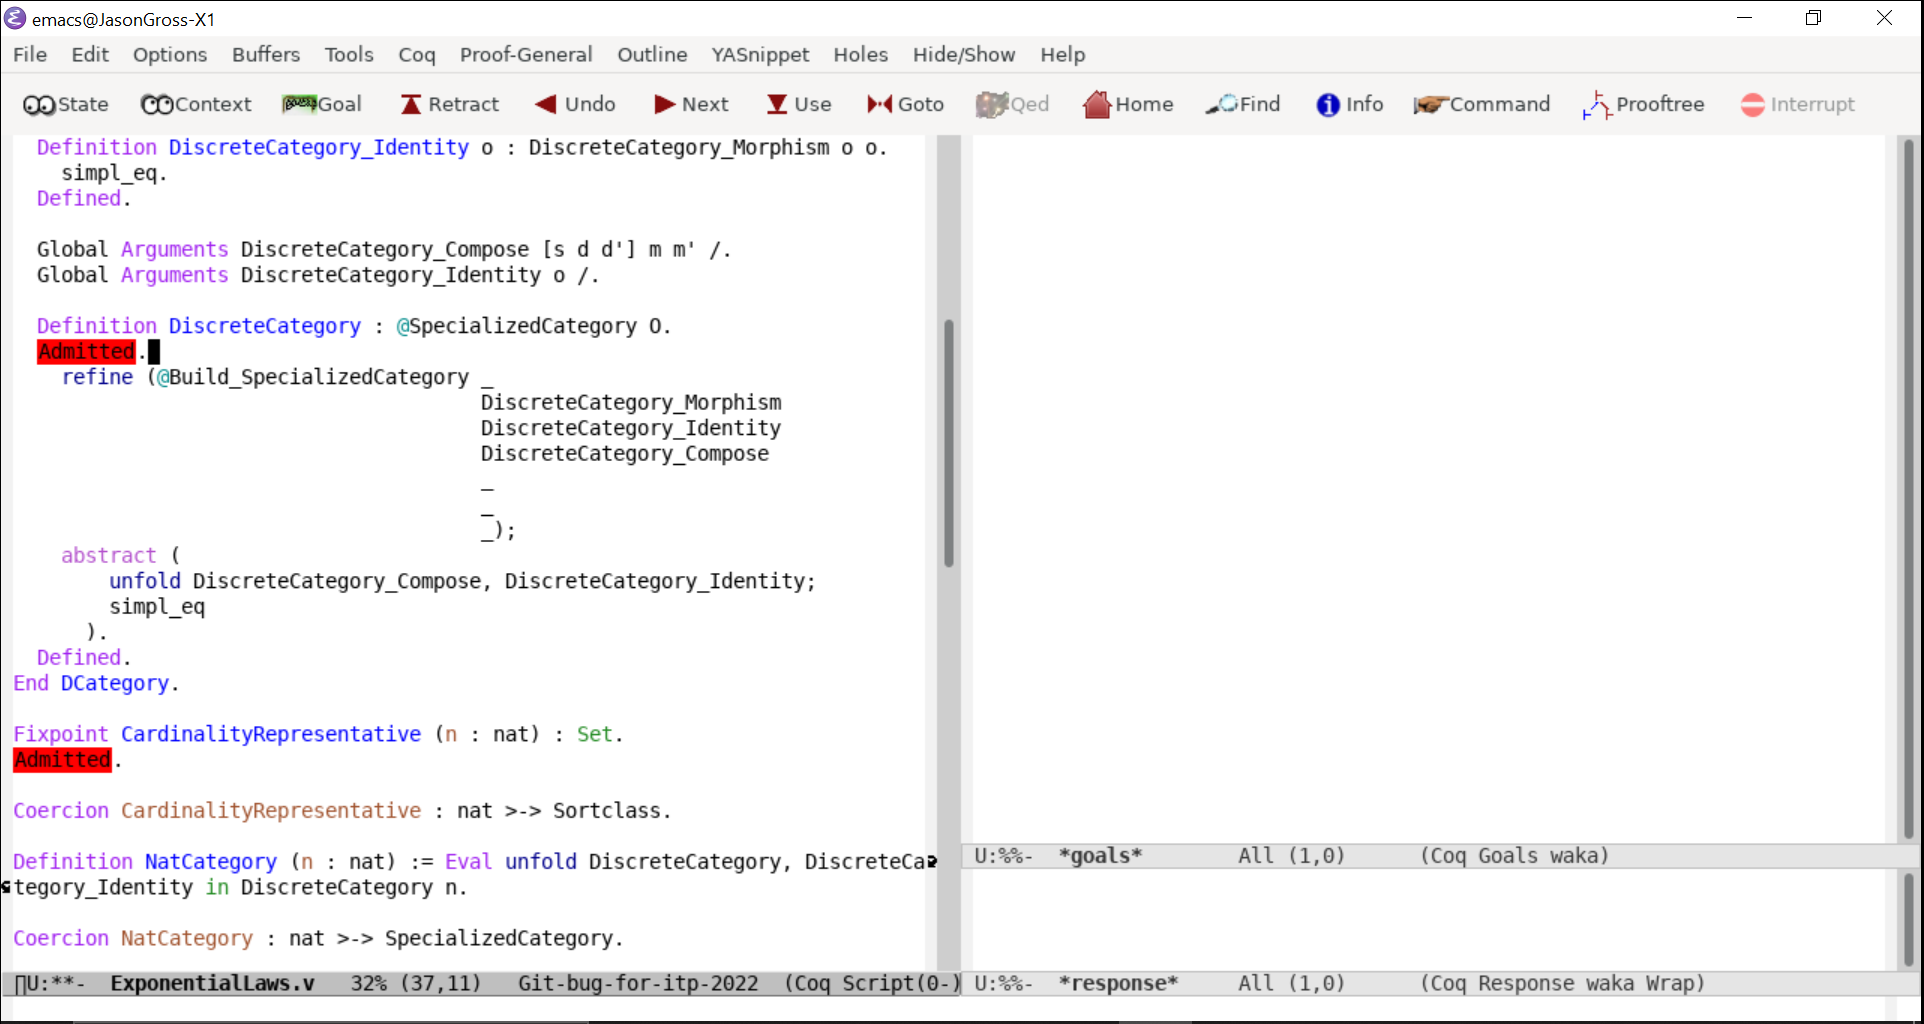 emacs@JasonGross-X1
File Edit Options Buffers Tools Coq Proof-General Outline YASnippet Holes Hide/Show Help
State Context Goal Retract Undo Next Use Goto Qed Home Find Info Command Prooftree Interrupt
Definition DiscreteCategory_Identity o : DiscreteCategory_Morphism o o.
simpl_eq.
Defined.
Global Arguments DiscreteCategory_Compose [s d d'] m m' /.
Global Arguments DiscreteCategory_Identity o /.
Definition DiscreteCategory : @SpecializedCategory O.
Admitted.
refine (@Build_SpecializedCategory _
DiscreteCategory_Morphism
DiscreteCategory_Identity
DiscreteCategory_Compose
_
_
_);
abstract (
unfold DiscreteCategory_Compose, DiscreteCategory_Identity;
simpl_eq
).
Defined.
End DCategory.
Fixpoint CardinalityRepresentative (n : nat) : Set.
Admitted.
Coercion CardinalityRepresentative : nat >-> Sortclass.
Definition NatCategory (n : nat) := Eval unfold DiscreteCategory, DiscreteCa
tegory_Identity in DiscreteCategory n.
Coercion NatCategory : nat >-> SpecializedCategory.
U:**- ExponentialLaws.v 32% (37,11) Git-bug-for-itp-2022 (Coq Script(0-)
U:%%- *goals* All (1,0) (Coq Goals waka)
U:%%- *response* All (1,0) (Coq Response waka Wrap)